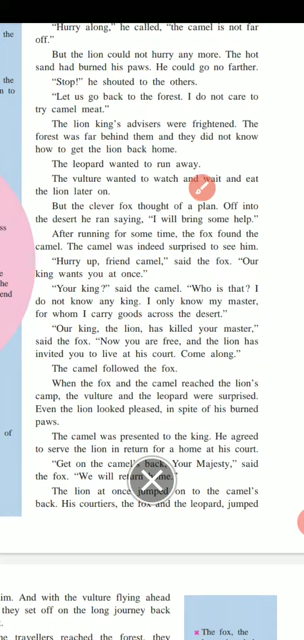 "Hurry along," he called, "the camel is not far
off."
But the lion could not hurry any more. The hot
sand had burned his paws. He could go no farther.
"Stop!" he shouted to the others.
"Let us go back to the forest. I do not care to
try camel meat."
The lion king's advisers were frightened. The
forest was far behind them and they did not know
how to get the lion back home.
The leopard wanted to run away.
The vulture wanted to watch and wait and eat
the lion later on.
But the clever fox thought of a plan. Off into
the desert he ran saying, "I will bring some help."
After running for some time, the fox found the
camel. The camel was indeed surprised to see him.
"Hurry up, friend camel," said the fox. "Our
king wants you at once."
"Your king?" said the camel. "Who is that? I
do not know any king. I only know my master,
for whom I carry goods across the desert."
"Our king, the lion, has killed your master,"
said the fox. "Now you are free, and the lion has
invited you to live at his court. Come along."
The camel followed the fox.
When the fox and the camel reached the lion's
camp, the vulture and the leopard were surprised.
Even the lion looked pleased, in spite of his burned
paws.
The camel was presented to the king. He agreed
to serve the lion in return for a home at his court.
"Get on the camel's back, Your Majesty," said
the fox. "We will return home."
The lion at once jumped on to the camel's
back. His courtiers, the fox and the leopard, jumped
the
the
n to
ss
e
he
end
of
im. And with the vulture flying ahead
they set off on the long journey back
t.
e travellers reached the forest, they
The fox, the